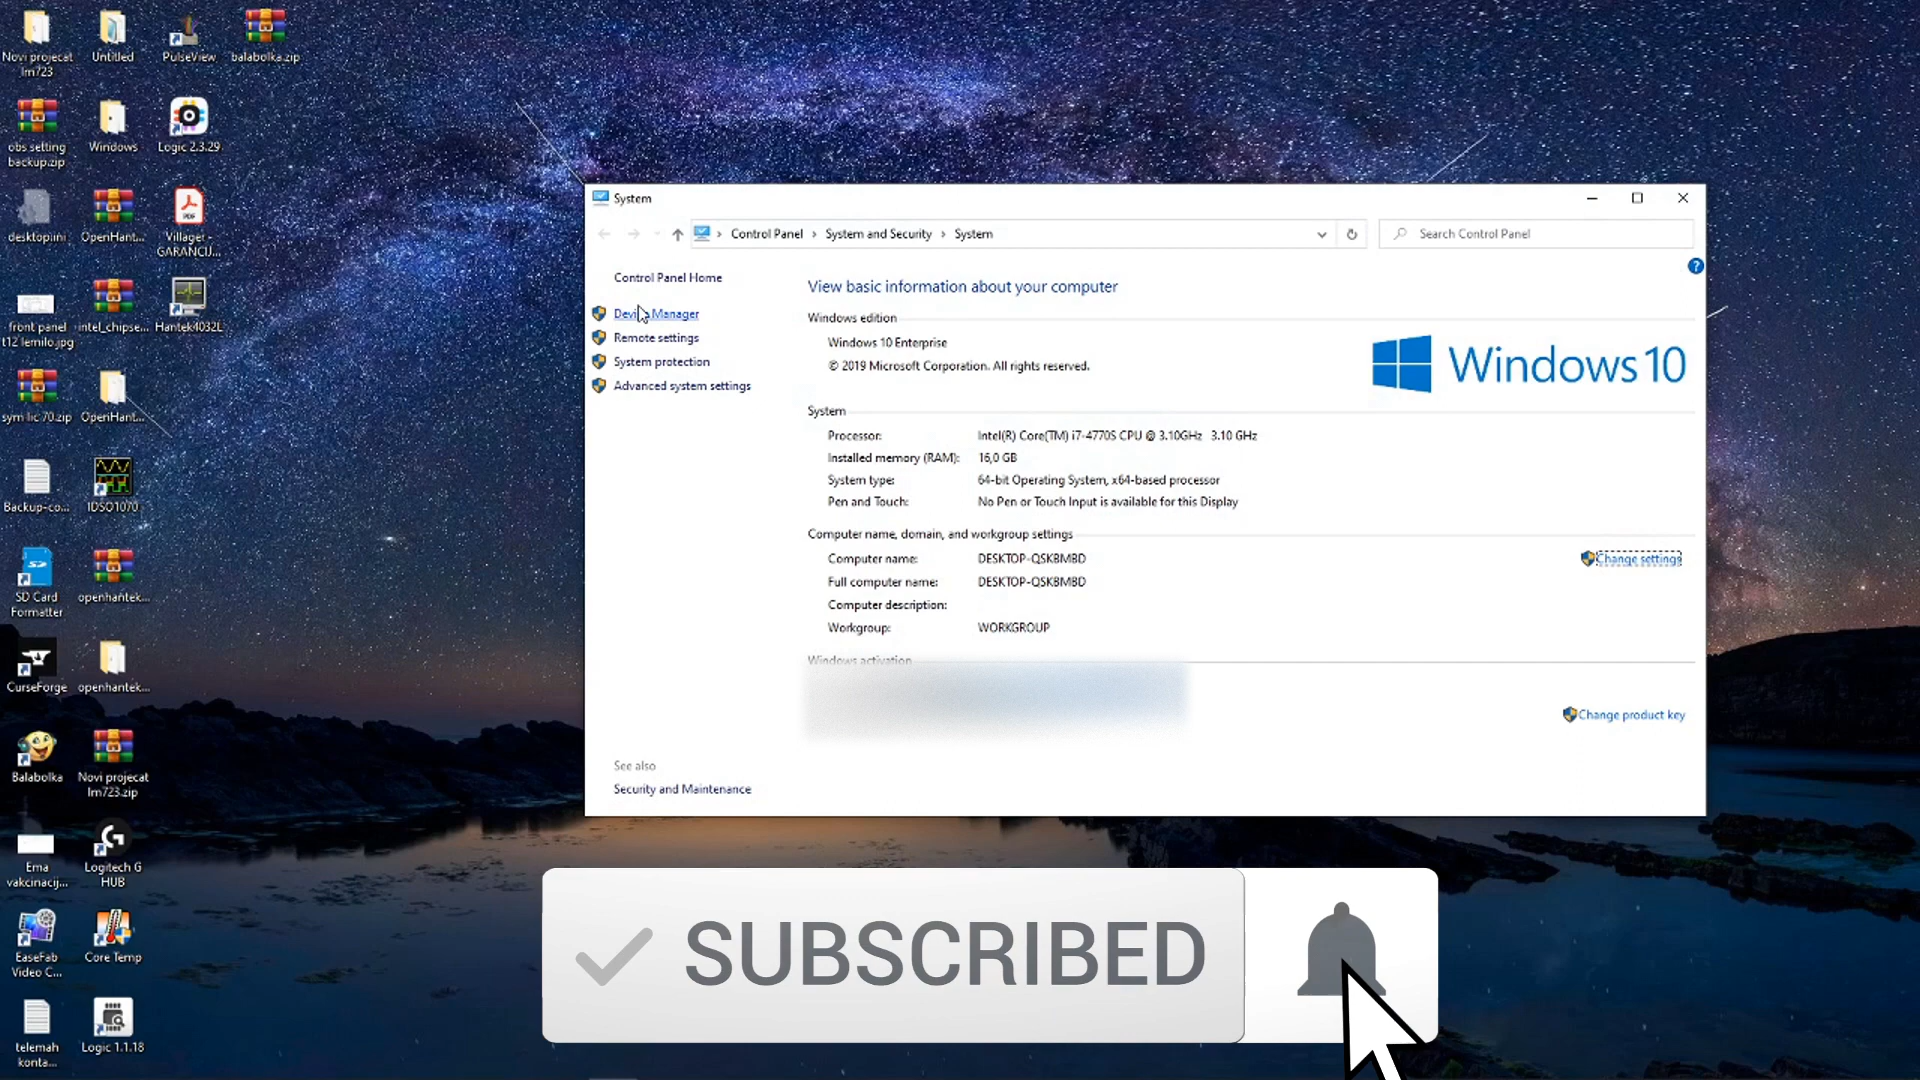 Novi projecat
lm723
Untitled
PulseView
balabolka.zip
obs setting
backup.zip
Windows
Logic 2.3.29
desktop.ini
OpenHant...
Villager -
GARANCIJ...
front panel
t12 lemilo.jpg
intel_chipse...
Hantek4032L
sym lic 70.zip
OpenHant...
Backup-co...
IDSO1070
SD Card
Formatter
openhantek...
CurseForge
openhantek...
Balabolka
Novi projecat
lm723.zip
Ema
vakcinacij...
Logitech G
HUB
EaseFab
Video C...
Core Temp
telemah
konta...
Logic 1.1.18
System
Control Panel > System and Security > System
Search Control Panel
Control Panel Home
Device Manager
Remote settings
System protection
Advanced system settings
See also
Security and Maintenance
View basic information about your computer
Windows edition
Windows 10 Enterprise
© 2019 Microsoft Corporation. All rights reserved.
Windows 10
System
Processor: Intel(R) Core(TM) i7-4770S CPU @ 3.10GHz 3.10 GHz
Installed memory (RAM): 16,0 GB
System type: 64-bit Operating System, x64-based processor
Pen and Touch: No Pen or Touch Input is available for this Display
Computer name, domain, and workgroup settings
Computer name: DESKTOP-QSKBMBD
Change settings
Full computer name: DESKTOP-QSKBMBD
Computer description:
Workgroup: WORKGROUP
Windows activation
Change product key
SUBSCRIBED